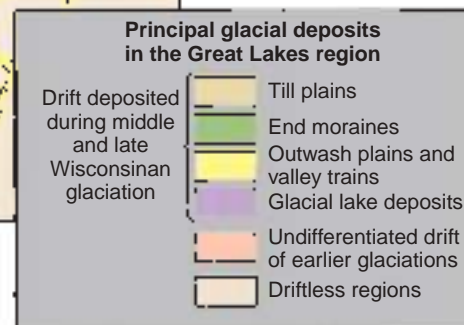 Principal glacial deposits
in the Great Lakes region
Drift deposited
during middle
and late
Wisconsinan
glaciation
Till plains
End moraines
Outwash plains and
valley trains
Glacial lake deposits
Undifferentiated drift
of earlier glaciations
Driftless regions